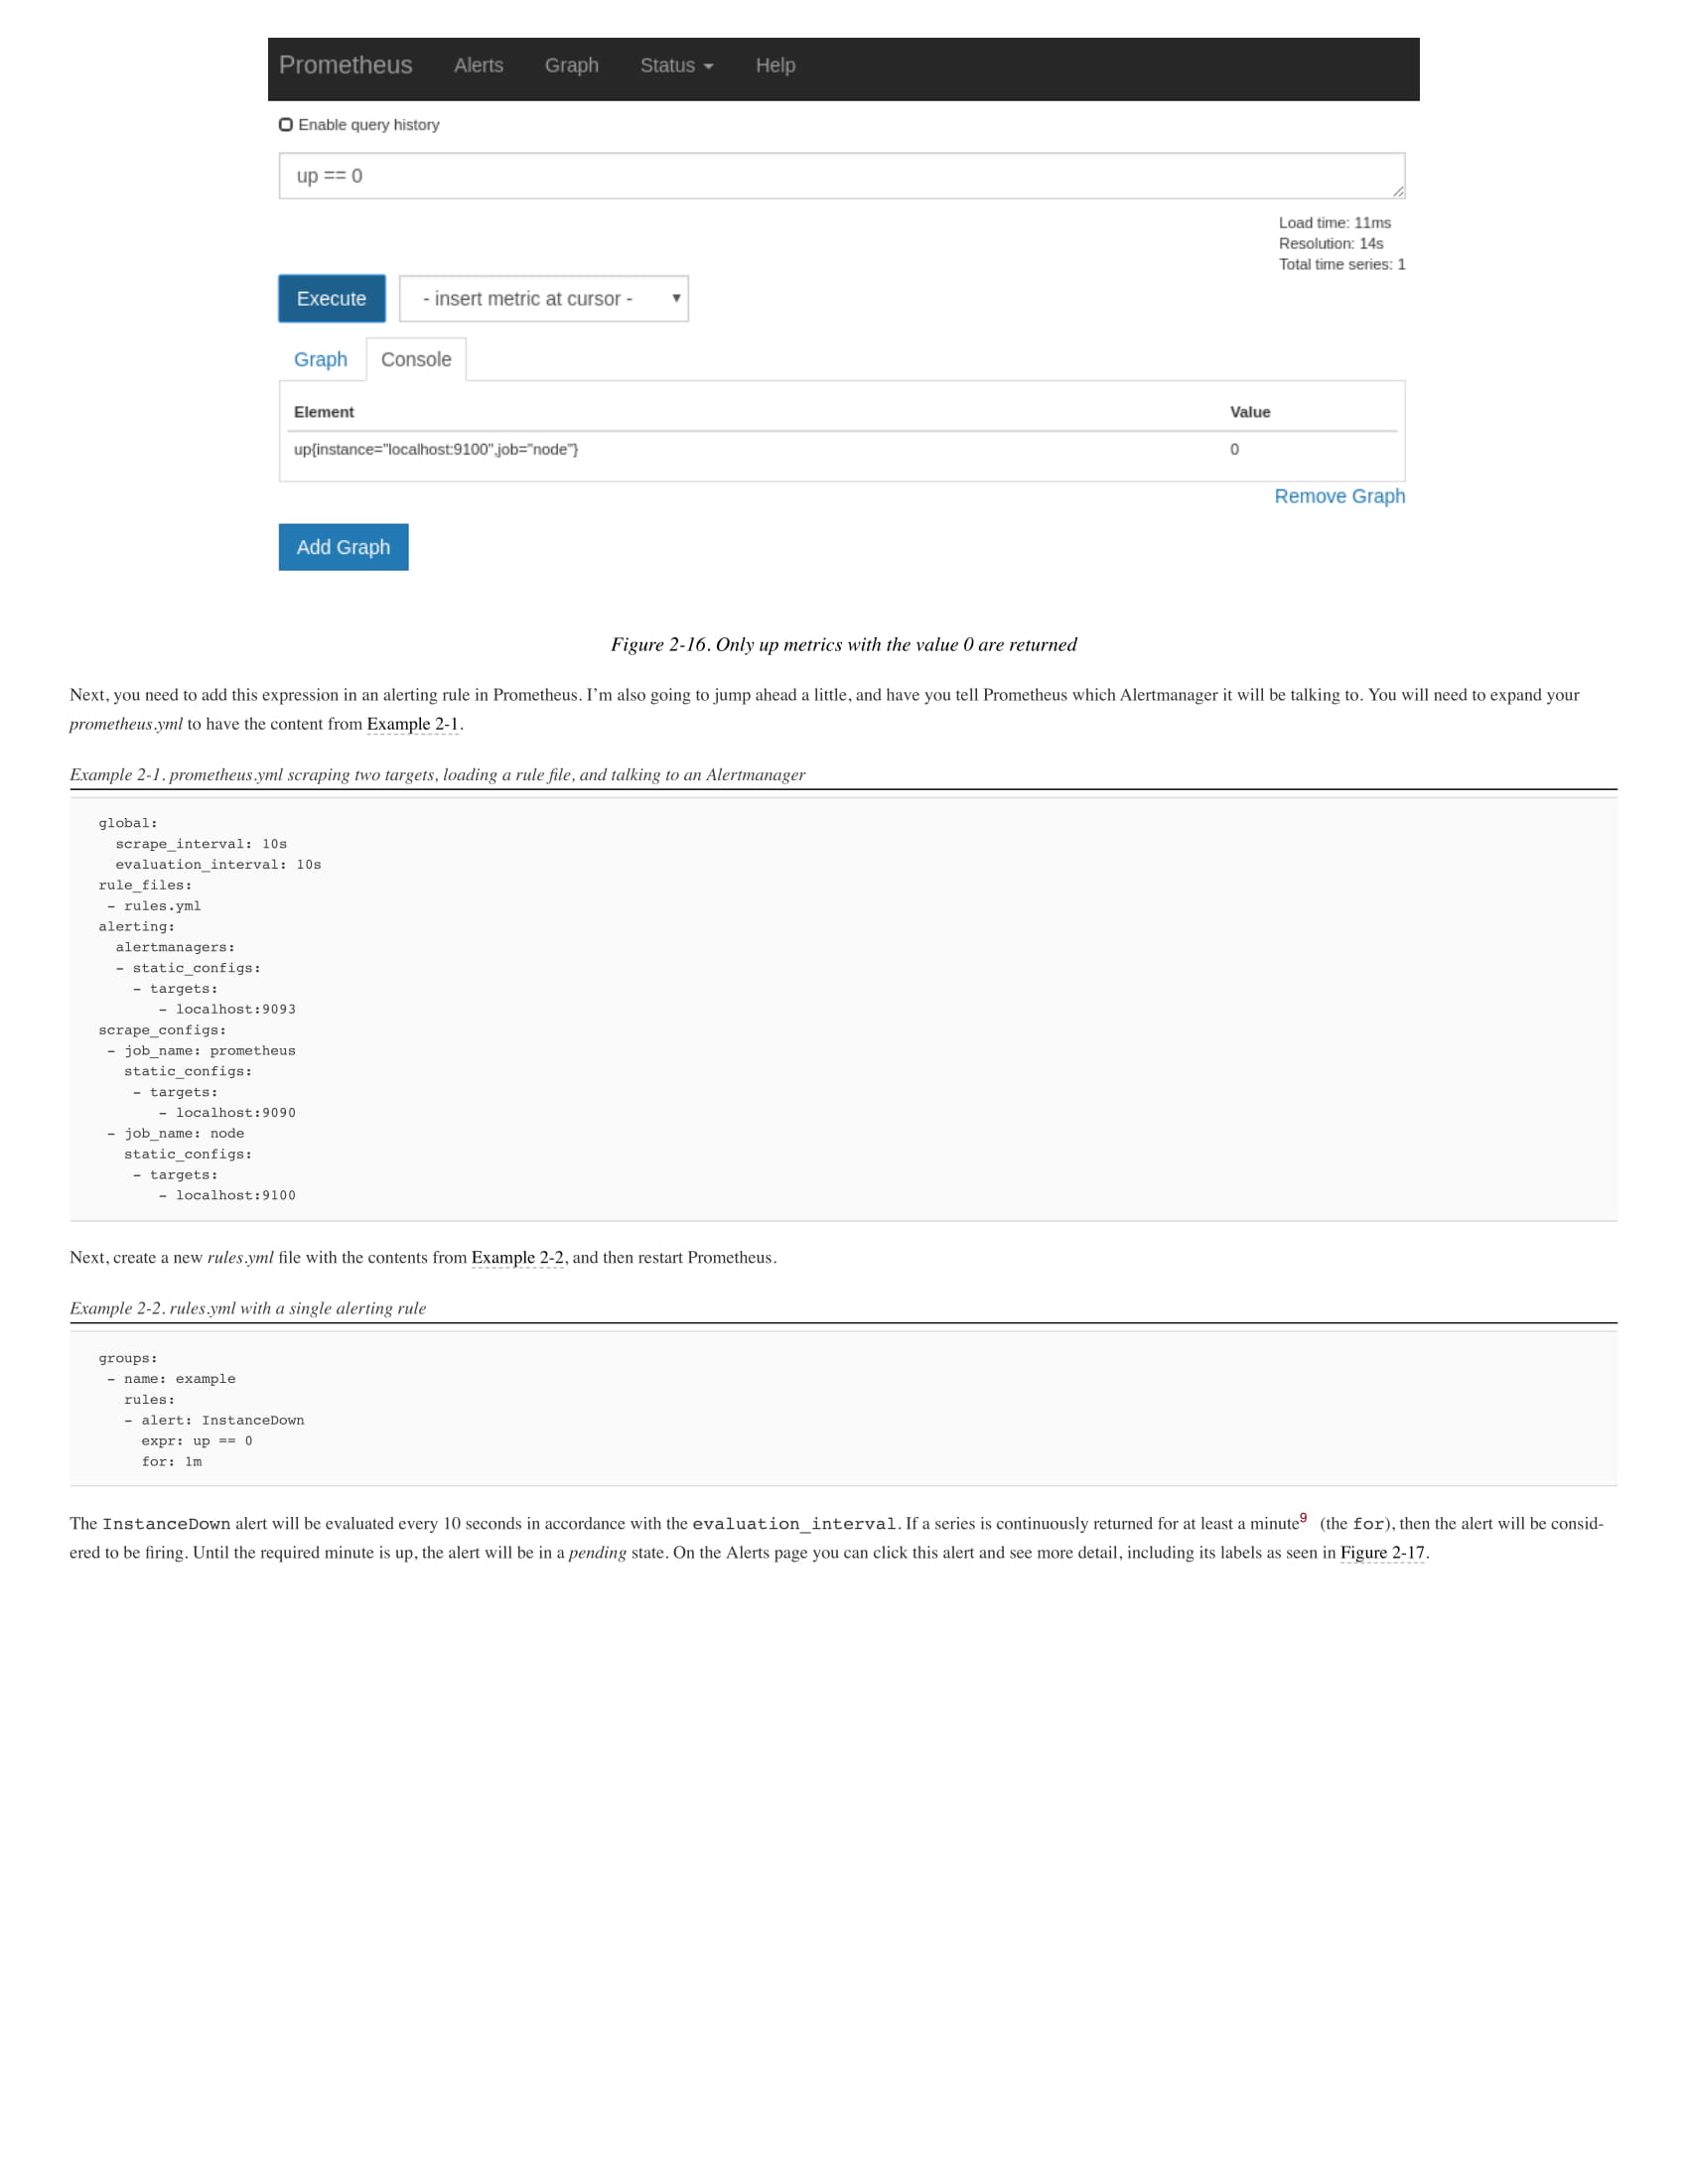 Prometheus Alerts Graph Status Help
Enable query history
up == 0
Load time: 11ms
Resolution: 14s
Total time series: 1
Execute - insert metric at cursor -
Graph Console
Element Value
up{instance="localhost:9100",job="node"} 0
Remove Graph
Add Graph
Figure 2-16. Only up metrics with the value 0 are returned
Next, you need to add this expression in an alerting rule in Prometheus. I’m also going to jump ahead a little, and have you tell Prometheus which Alertmanager it will be talking to. You will need to expand your
prometheus.yml to have the content from Example 2-1.
Example 2-1. prometheus.yml scraping two targets, loading a rule file, and talking to an Alertmanager
global:
  scrape_interval: 10s
  evaluation_interval: 10s
rule_files:
 - rules.yml
alerting:
  alertmanagers:
  - static_configs:
    - targets:
       - localhost:9093
scrape_configs:
 - job_name: prometheus
   static_configs:
    - targets:
       - localhost:9090
 - job_name: node
   static_configs:
    - targets:
       - localhost:9100
Next, create a new rules.yml file with the contents from Example 2-2, and then restart Prometheus.
Example 2-2. rules.yml with a single alerting rule
groups:
 - name: example
   rules:
   - alert: InstanceDown
     expr: up == 0
     for: 1m
The InstanceDown alert will be evaluated every 10 seconds in accordance with the evaluation_interval. If a series is continuously returned for at least a minute9 (the for), then the alert will be consid-
ered to be firing. Until the required minute is up, the alert will be in a pending state. On the Alerts page you can click this alert and see more detail, including its labels as seen in Figure 2-17.